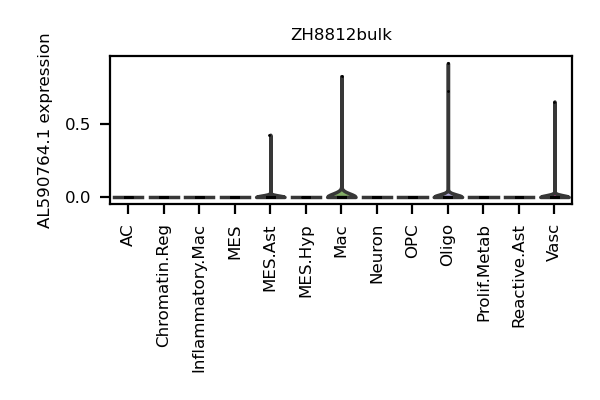 ZH8812bulk
AL590764.1 expression
0.5
0.0
AC
Chromatin.Reg
Inflammatory.Mac
MES
MES.Ast
MES.Hyp
Mac
Neuron
OPC
Oligo
Prolif.Metab
Reactive.Ast
Vasc